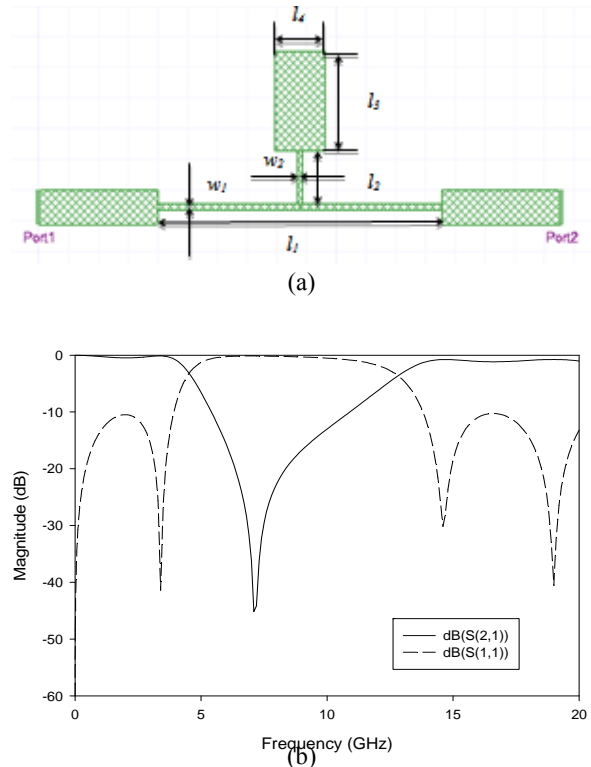 l4
l3
w2
l2
w1
Port1
Port2
l1
(a)
0
-10
-20
-30
-40
-50
-60
Magnitude (dB)
dB(S(2,1))
dB(S(1,1))
0 5 10 15 20
Frequency (GHz)
(b)